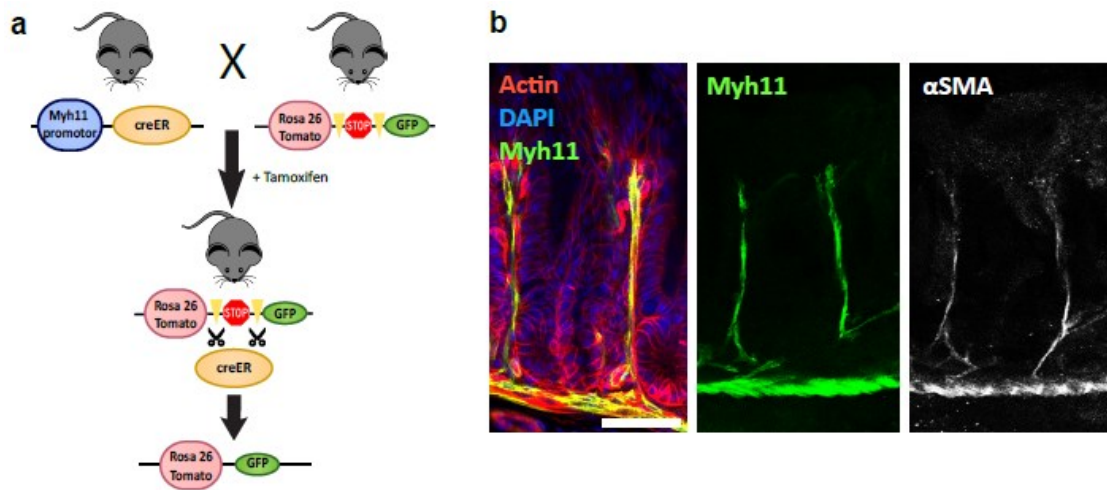 a
X
Myh11
promotor
creER
Rosa 26
Tomato
STOP
GFP
+ Tamoxifen
Rosa 26
Tomato
STOP
GFP
creER
Rosa 26
Tomato
GFP
b
Actin
DAPI
Myh11
Myh11
αSMA